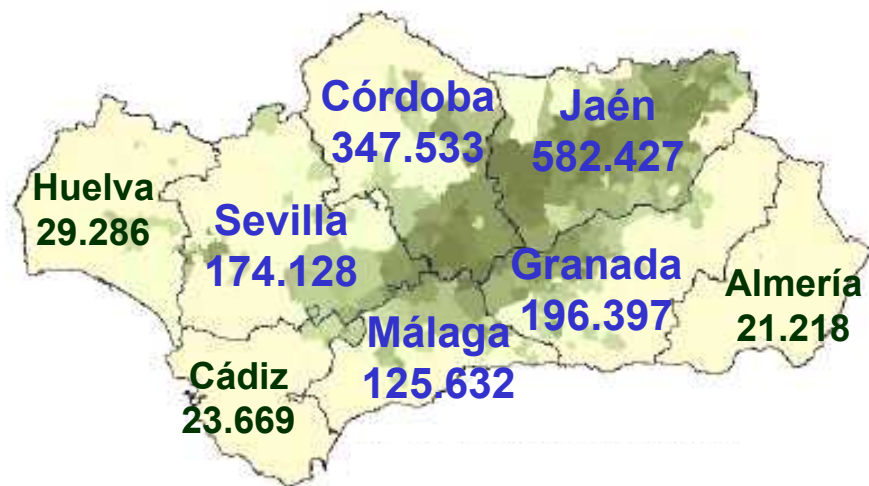 Córdoba
347.533
Jaén
582.427
Huelva
29.286
Sevilla
174.128
Granada
196.397
Almería
21.218
Málaga
125.632
Cádiz
23.669